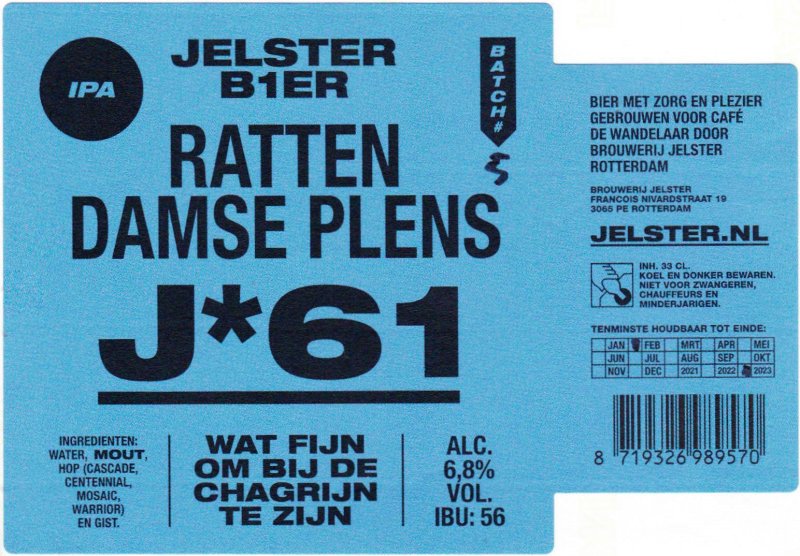 IPA
JELSTER
B1ER
BATCH#
RATTEN
DAMSE PLENS
J*61
INGREDIENTEN:
WATER, MOUT,
HOP (CASCADE,
CENTENNIAL,
MOSAIC,
WARRIOR)
EN GIST.
WAT FIJN
OM BIJ DE
CHAGRIJN
TE ZIJN
ALC.
6,8%
VOL.
IBU: 56
BIER MET ZORG EN PLEZIER
GEBROUWEN VOOR CAFÉ
DE WANDELAAR DOOR
BROUWERIJ JELSTER
ROTTERDAM
BROUWERIJ JELSTER
FRANCOIS NIVARDSTRAAT 19
3065 PE ROTTERDAM
JELSTER.NL
INH. 33 CL.
KOEL EN DONKER BEWAREN.
NIET VOOR ZWANGEREN,
CHAUFFEURS EN
MINDERJARIGEN.
TENMINSTE HOUDBAAR TOT EINDE:
JAN FEB MRT APR MEI
JUN JUL AUG SEP OKT
NOV DEC 2021 2022 2023
8 719326 989570